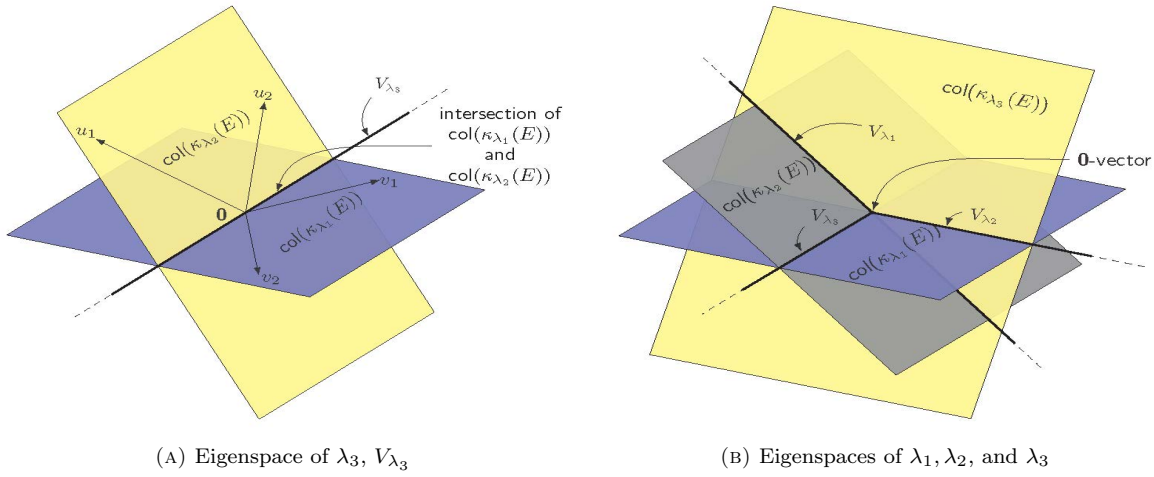 V_{λ_3}
intersection of
col(κ_{λ_1}(E))
and
col(κ_{λ_2}(E))
u_1
u_2
col(κ_{λ_2}(E))
v_1
0
col(κ_{λ_1}(E))
v_2
(A) Eigenspace of λ_3, V_{λ_3}
col(κ_{λ_3}(E))
V_{λ_1}
0-vector
col(κ_{λ_2}(E))
V_{λ_3}
V_{λ_2}
col(κ_{λ_1}(E))
(B) Eigenspaces of λ_1, λ_2, and λ_3